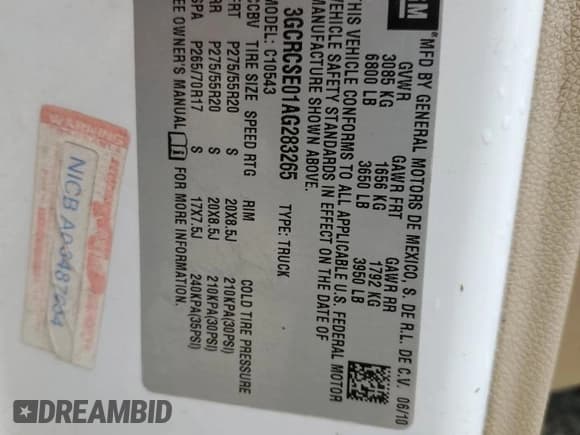 GM
MFD BY GENERAL MOTORS DE MEXICO, S. DE R.L. DE C.V. 06/10
GVWR GAWR FRT GAWR RR
3085 KG 1656 KG 1792 KG
6800 LB 3650 LB 3950 LB
THIS VEHICLE CONFORMS TO ALL APPLICABLE U.S. FEDERAL MOTOR
VEHICLE SAFETY STANDARDS IN EFFECT ON THE DATE OF
MANUFACTURE SHOWN ABOVE.
3GCRCSE01AG283265 TYPE: TRUCK
MODEL: C10543
TIRE SIZE SPEED RTG RIM COLD TIRE PRESSURE
FRT P275/55R20 S 20X8.5J 210KPA(30PSI)
RR P275/55R20 S 20X8.5J 210KPA(30PSI)
SPA P265/70R17 S 17X7.5J 240KPA(35PSI)
SEE OWNER'S MANUAL FOR MORE INFORMATION.
DREAMBID